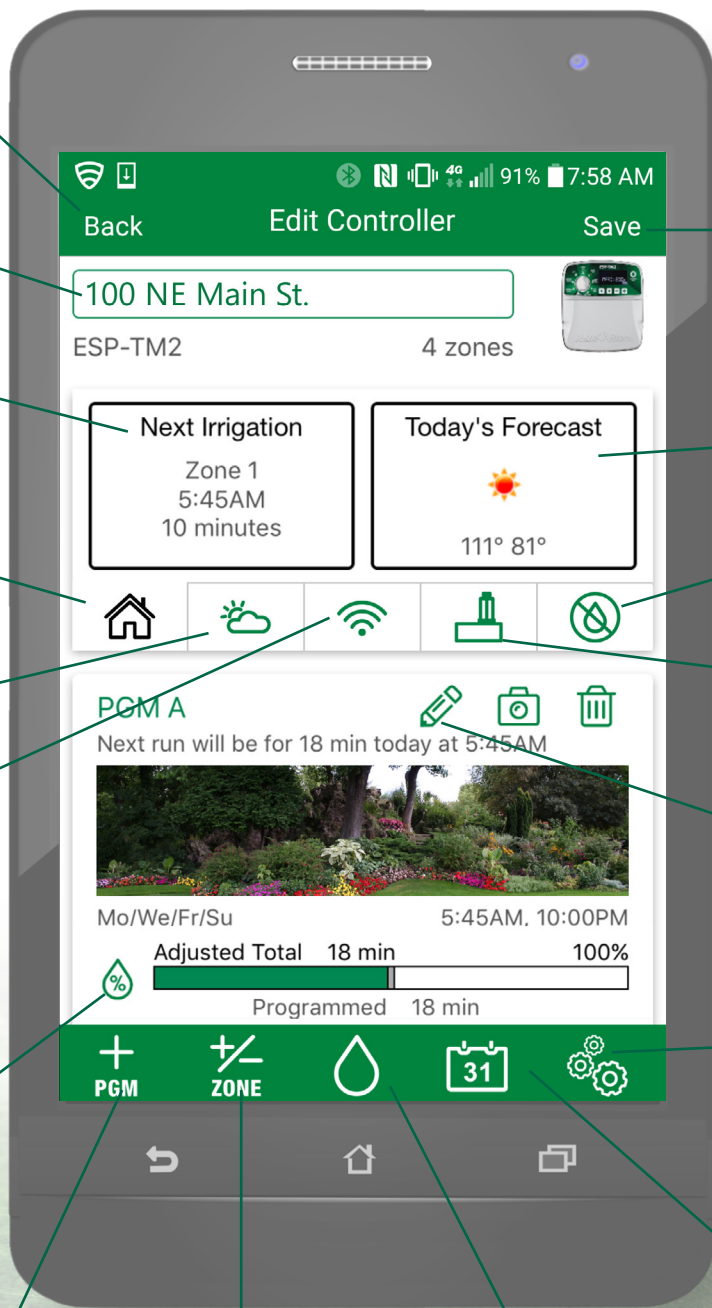 4G 91% 7:58 AM
Back Edit Controller Save
100 NE Main St.
ESP-TM2 4 zones
ESP-TM2
Next Irrigation Today's Forecast
Zone 1
5:45AM
10 minutes 111° 81°
PGM A
Next run will be for 18 min today at 5:45AM
Mo/We/Fr/Su 5:45AM, 10:00PM
Adjusted Total 18 min 100%
%
Programmed 18 min
PGM ZONE 31